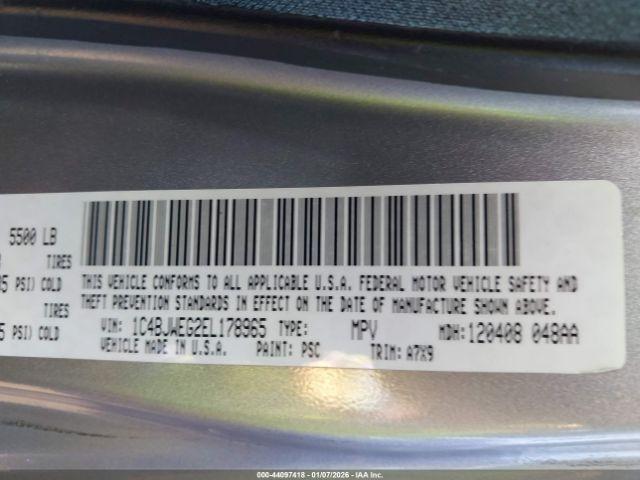 5500 LB
TIRES
PSI) COLD
TIRES
PSI) COLD
THIS VEHICLE CONFORMS TO ALL APPLICABLE U.S.A. FEDERAL MOTOR VEHICLE SAFETY AND
THEFT PREVENTION STANDARDS IN EFFECT ON THE DATE OF MANUFACTURE SHOWN ABOVE.
VIN: 1C4BJWEG2EL178965 TYPE: MPV MDH: 120408 048AA
VEHICLE MADE IN U.S.A. PAINT: PSC TRIM: A7X9
000-44097418 - 01/07/2026 - IAA Inc.